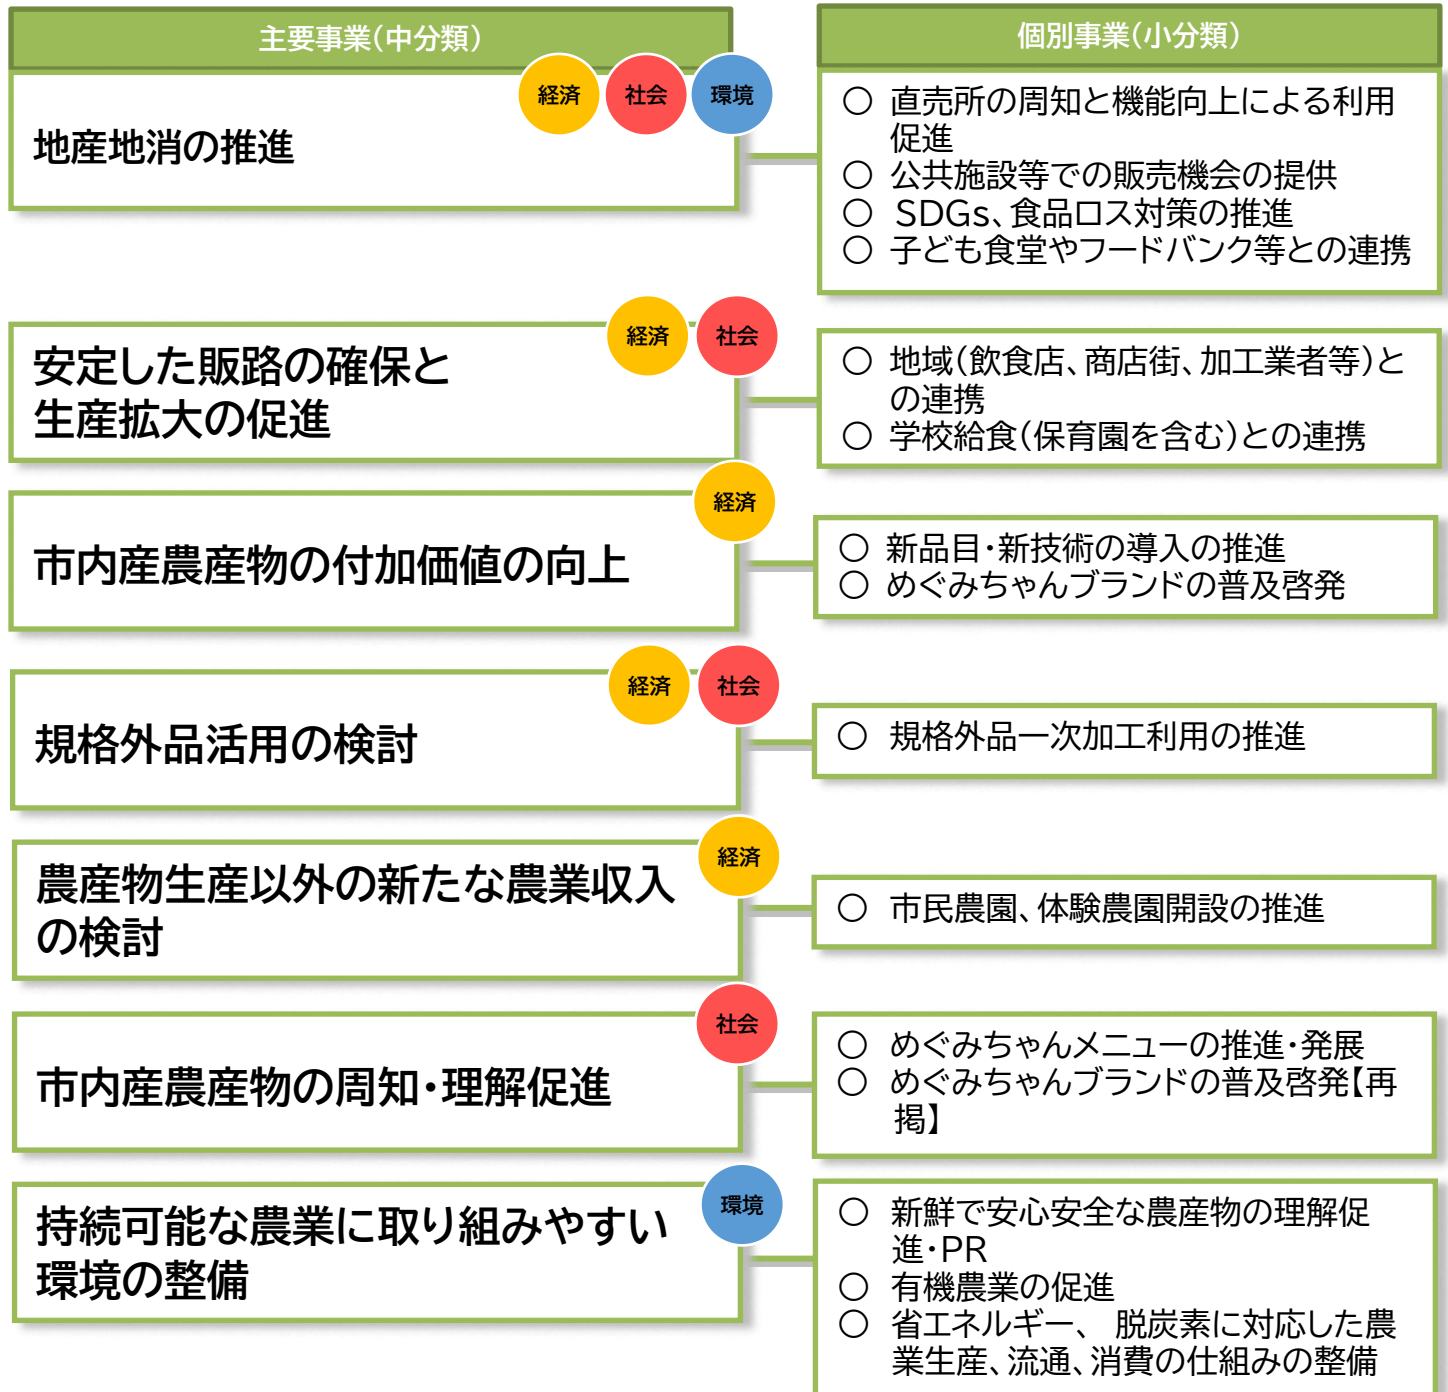 主要事業(中分類)
個別事業(小分類)
経済 社会 環境
地産地消の推進
○ 直売所の周知と機能向上による利用
促進
○ 公共施設等での販売機会の提供
○ SDGs、食品ロス対策の推進
○ 子ども食堂やフードバンク等との連携
経済 社会
安定した販路の確保と
生産拡大の促進
○ 地域(飲食店、商店街、加工業者等)と
の連携
○ 学校給食(保育園を含む)との連携
経済
市内産農産物の付加価値の向上
○ 新品目・新技術の導入の推進
○ めぐみちゃんブランドの普及啓発
経済 社会
規格外品活用の検討
○ 規格外品一次加工利用の推進
経済
農産物生産以外の新たな農業収入
の検討
○ 市民農園、体験農園開設の推進
社会
市内産農産物の周知・理解促進
○ めぐみちゃんメニューの推進・発展
○ めぐみちゃんブランドの普及啓発【再
掲】
環境
持続可能な農業に取り組みやすい
環境の整備
○ 新鮮で安心安全な農産物の理解促
進・PR
○ 有機農業の促進
○ 省エネルギー、 脱炭素に対応した農
業生産、流通、消費の仕組みの整備